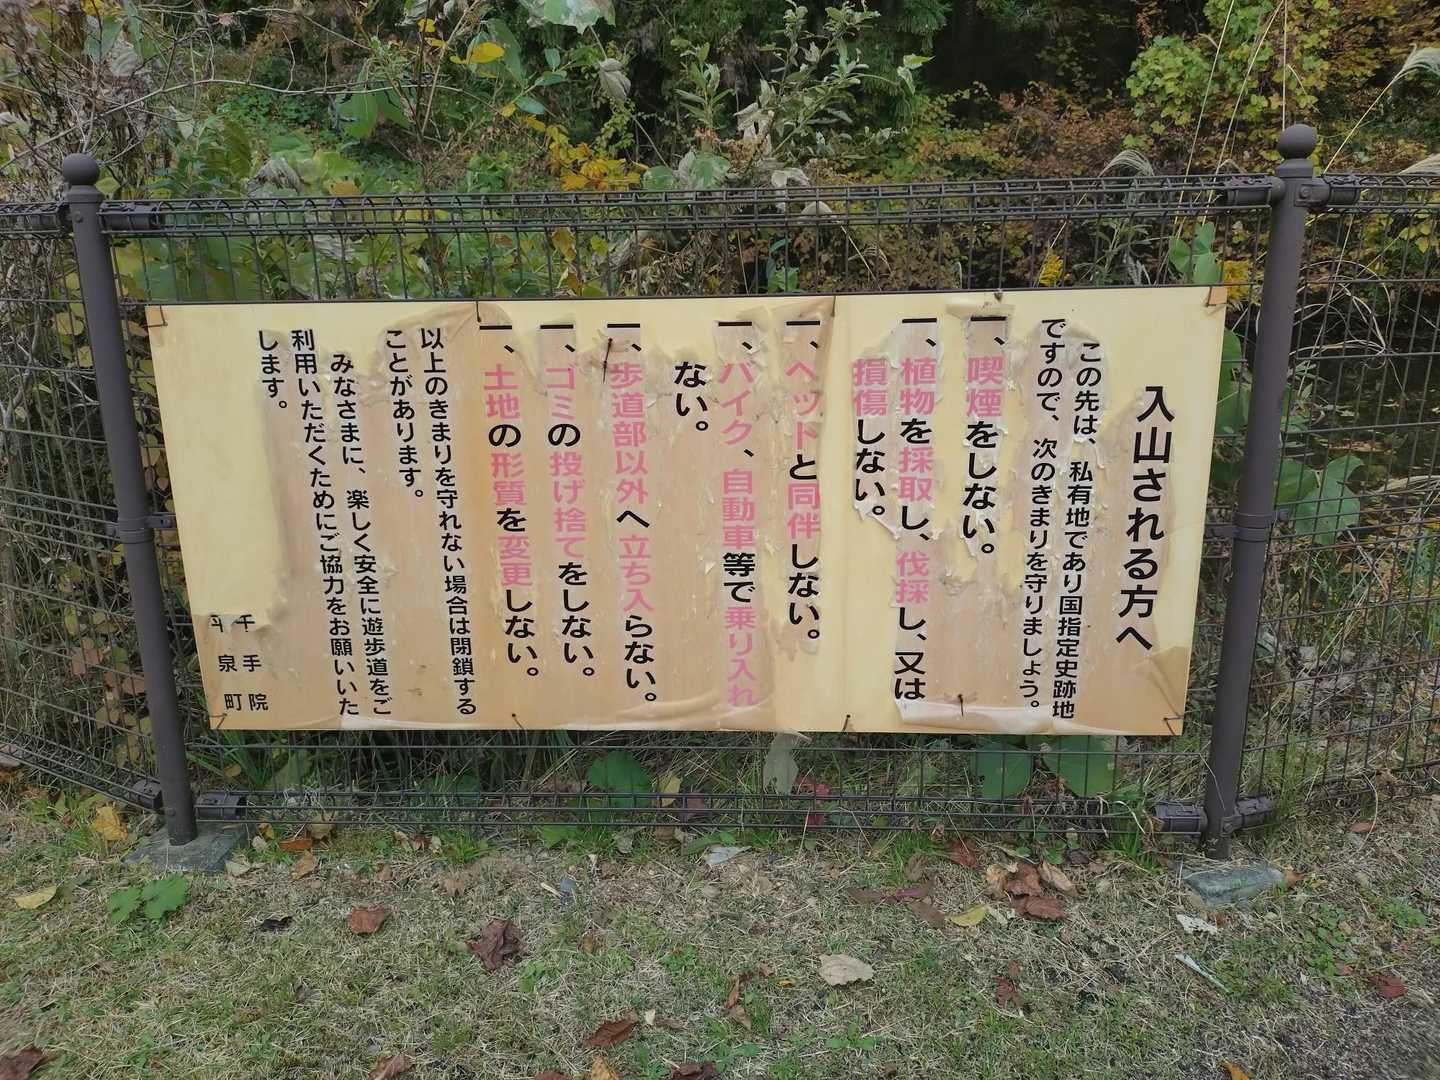 入山される方へ
この先は、私有地であり国指定史跡地
ですので、次のきまりを守りましょう。
一、喫煙をしない。
一、植物を採取し、伐採し、又は
損傷しない。
一、ペットと同伴しない。
一、バイク、自動車等で乗り入れ
ない。
一、歩道部以外へ立ち入らない。
一、ゴミの投げ捨てをしない。
一、土地の形質を変更しない。
以上のきまりを守れない場合は閉鎖する
ことがあります。
みなさまに、楽しく安全に遊歩道をご
利用いただくためにご協力をお願いいた
します。
千手院
平泉町